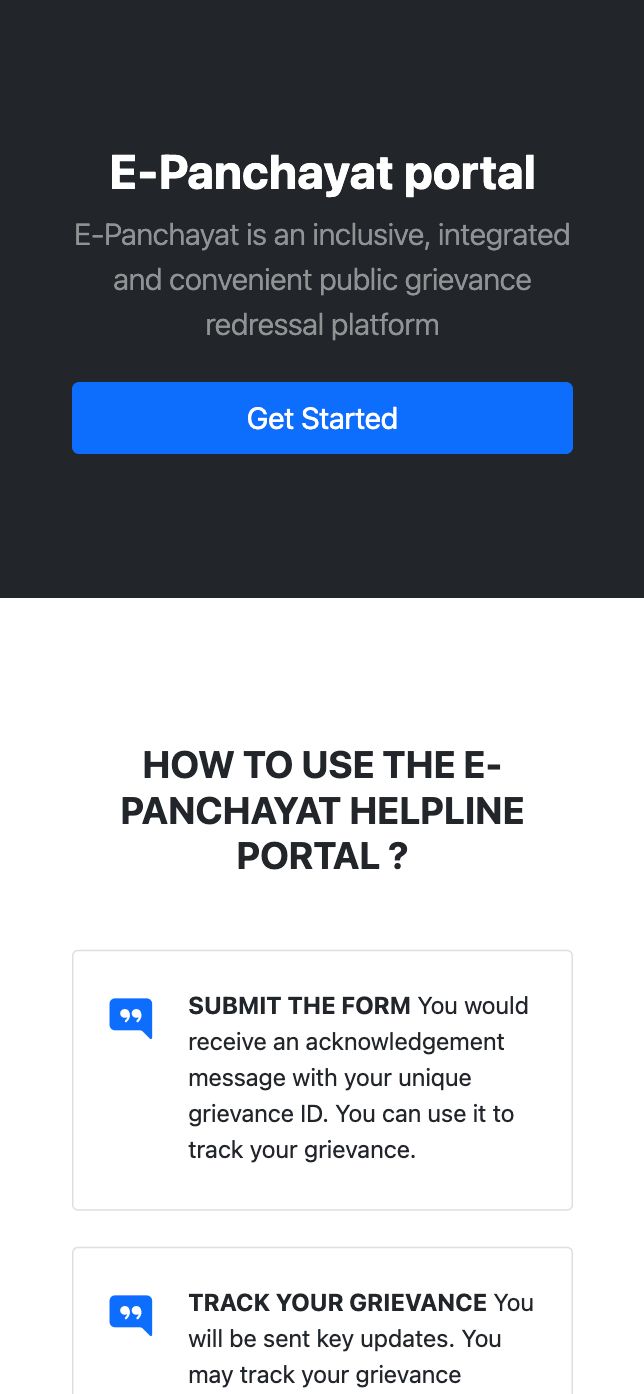 E-Panchayat portal
E-Panchayat is an inclusive, integrated
and convenient public grievance
redressal platform
Get Started
HOW TO USE THE E-
PANCHAYAT HELPLINE
PORTAL ?
SUBMIT THE FORM You would
receive an acknowledgement
message with your unique
grievance ID. You can use it to
track your grievance.
TRACK YOUR GRIEVANCE You
will be sent key updates. You
may track your grievance